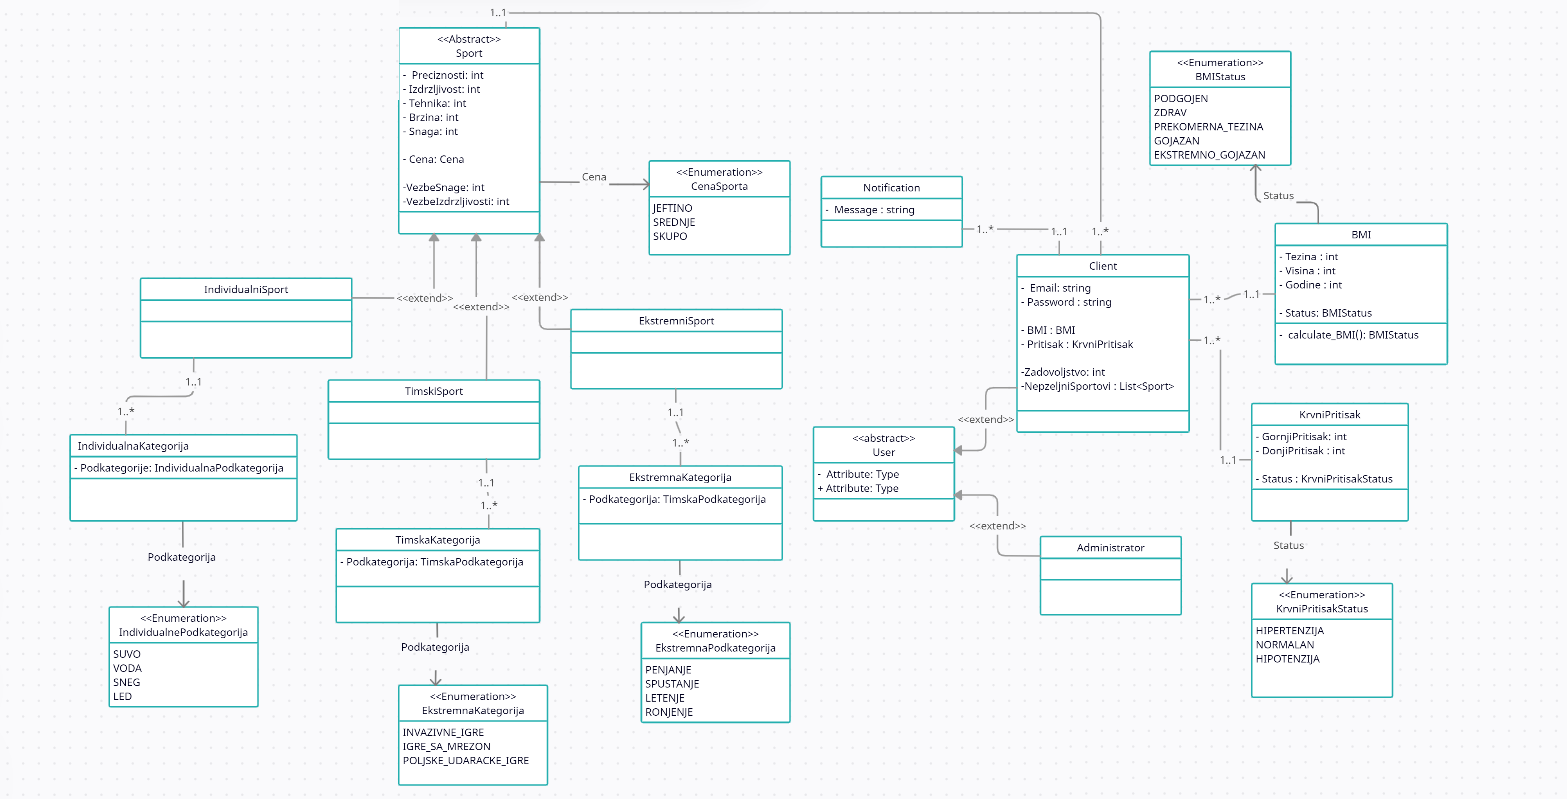 1..1
<<Abstract>>
Sport
- Preciznosti: int
- Izdrzljivost: int
- Tehnika: int
- Brzina: int
- Snaga: int
- Cena: Cena
-VezbeSnage: int
-VezbeIzdrzljivosti: int
Cena
<<Enumeration>>
CenaSporta
JEFTINO
SREDNJE
SKUPO
Notification
- Message : string
1..*
1..1
1..*
<<Enumeration>>
BMIStatus
PODGOJEN
ZDRAV
PREKOMERNA_TEZINA
GOJAZAN
EKSTREMNO_GOJAZAN
Status
BMI
- Tezina : int
- Visina : int
- Godine : int
- Status: BMIStatus
- calculate_BMI(): BMIStatus
Client
- Email: string
- Password : string
- BMI : BMI
- Pritisak : KrvniPritisak
-Zadovoljstvo: int
-NepzeljniSportovi : List<Sport>
1..*
1..1
1..*
1..1
IndividualniSport
<<extend>>
<<extend>>
<<extend>>
EkstremniSport
TimskiSport
1..1
1..*
1..1
1..*
1..1
1..*
IndividualnaKategorija
- Podkategorije: IndividualnaPodkategorija
Podkategorija
<<Enumeration>>
IndividualnePodkategorija
SUVO
VODA
SNEG
LED
TimskaKategorija
- Podkategorija: TimskaPodkategorija
Podkategorija
<<Enumeration>>
EkstremnaKategorija
INVAZIVNE_IGRE
IGRE_SA_MREZON
POLJSKE_UDARACKE_IGRE
EkstremnaKategorija
- Podkategorija: TimskaPodkategorija
Podkategorija
<<Enumeration>>
EkstremnaPodkategorija
PENJANJE
SPUSTANJE
LETENJE
RONJENJE
<<extend>>
<<abstract>>
User
- Attribute: Type
+ Attribute: Type
<<extend>>
Administrator
KrvniPritisak
- GornjiPritisak: int
- DonjiPritisak : int
- Status : KrvniPritisakStatus
Status
<<Enumeration>>
KrvniPritisakStatus
HIPERTENZIJA
NORMALAN
HIPOTENZIJA